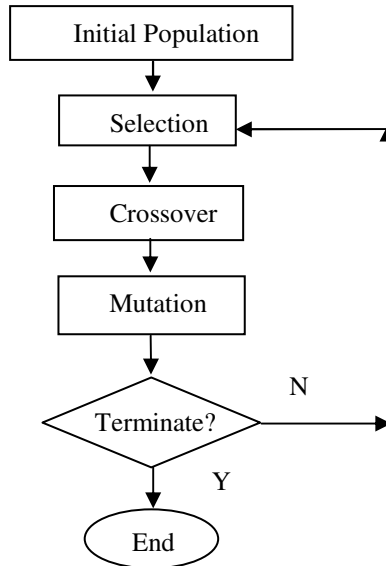 Initial Population
Selection
Crossover
Mutation
Terminate?
N
Y
End